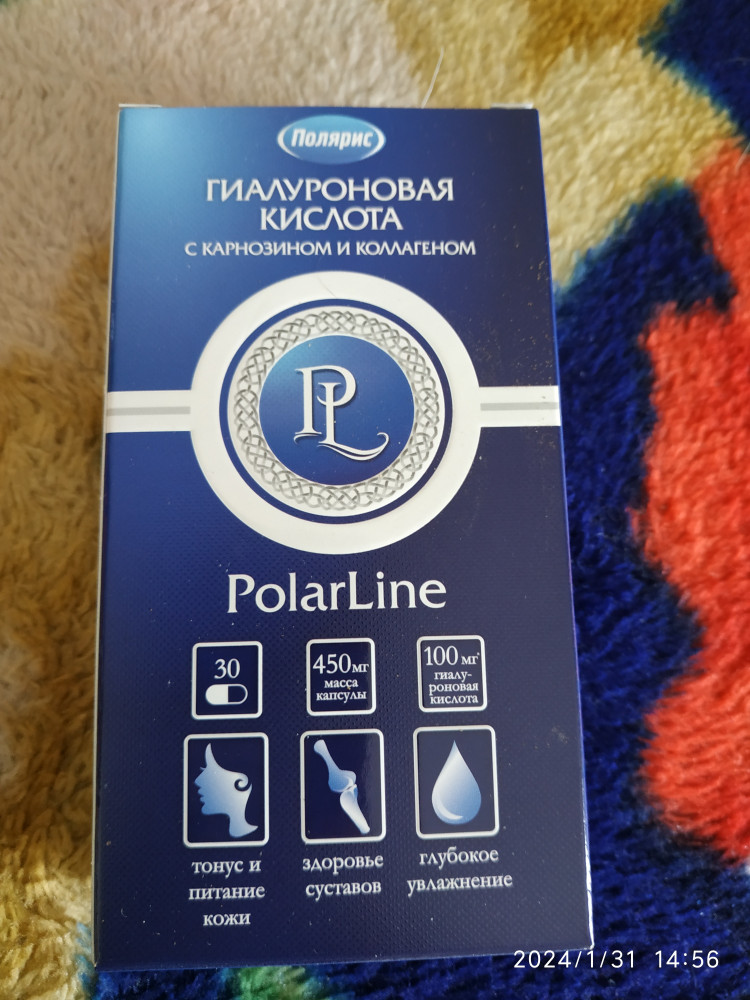 Полярис
ГИАЛУРОНОВАЯ
КИСЛОТА
С КАРНОЗИНОМ И КОЛЛАГЕНОМ
PL
PolarLine
30
450мг
масса
капсулы
100 мг*
гиалу-
роновая
кислота
тонус и
питание
кожи
здоровье
суставов
глубокое
увлажнение
2024/1/31 14:56